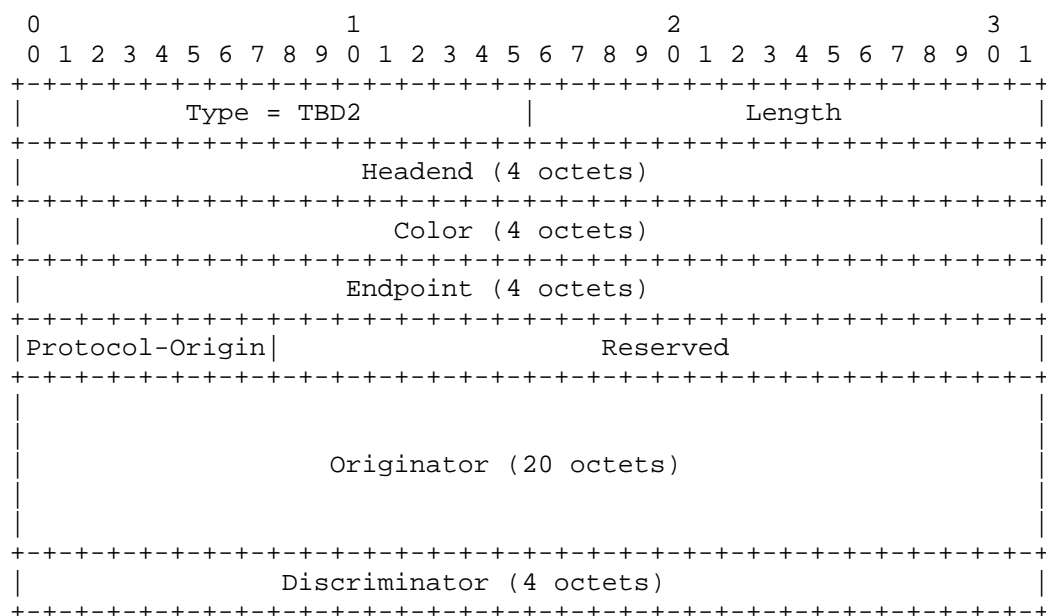 0                   1                   2                   3
 0 1 2 3 4 5 6 7 8 9 0 1 2 3 4 5 6 7 8 9 0 1 2 3 4 5 6 7 8 9 0 1
+-+-+-+-+-+-+-+-+-+-+-+-+-+-+-+-+-+-+-+-+-+-+-+-+-+-+-+-+-+-+-+-+
|          Type = TBD2          |             Length            |
+-+-+-+-+-+-+-+-+-+-+-+-+-+-+-+-+-+-+-+-+-+-+-+-+-+-+-+-+-+-+-+-+
|                     Headend (4 octets)                        |
+-+-+-+-+-+-+-+-+-+-+-+-+-+-+-+-+-+-+-+-+-+-+-+-+-+-+-+-+-+-+-+-+
|                       Color (4 octets)                        |
+-+-+-+-+-+-+-+-+-+-+-+-+-+-+-+-+-+-+-+-+-+-+-+-+-+-+-+-+-+-+-+-+
|                    Endpoint (4 octets)                        |
+-+-+-+-+-+-+-+-+-+-+-+-+-+-+-+-+-+-+-+-+-+-+-+-+-+-+-+-+-+-+-+-+
|Protocol-Origin|                    Reserved                   |
+-+-+-+-+-+-+-+-+-+-+-+-+-+-+-+-+-+-+-+-+-+-+-+-+-+-+-+-+-+-+-+-+
|                                                               |
|                                                               |
|                   Originator (20 octets)                      |
|                                                               |
|                                                               |
+-+-+-+-+-+-+-+-+-+-+-+-+-+-+-+-+-+-+-+-+-+-+-+-+-+-+-+-+-+-+-+-+
|                Discriminator (4 octets)                       |
+-+-+-+-+-+-+-+-+-+-+-+-+-+-+-+-+-+-+-+-+-+-+-+-+-+-+-+-+-+-+-+-+